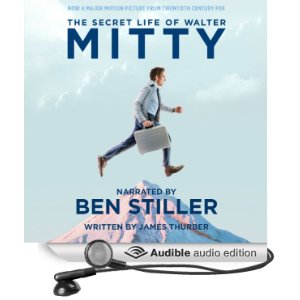 NOW A MAJOR MOTION PICTURE FROM TWENTIETH CENTURY FOX
THE SECRET LIFE OF WALTER
MITTY
NARRATED BY
BEN STILLER
WRITTEN BY JAMES THURBER
Audible audio edition